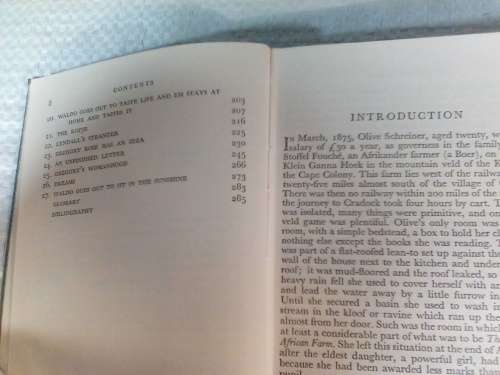 2
CONTENTS
20. WALDO GOES OUT TO TASTE LIFE AND EM STAYS AT
HOME AND TASTES IT 203
21. THE KOPJE 207
22. LYNDALL'S STRANGER 216
23. GREGORY ROSE HAS AN IDEA 225
24. AN UNFINISHED LETTER 230
25. GREGORY'S WOMANHOOD 245
26. DREAMS 266
27. WALDO GOES OUT TO SIT IN THE SUNSHINE 273
GLOSSARY 283
BIBLIOGRAPHY 285
INTRODUCTION
In March, 1875, Olive Schreiner, aged twenty,
salary of £30 a year, as governess in the family
Stoffel Fouché, an Afrikander farmer (a Boer), on
Klein Ganna Hoek in the mountain veld of the
the Cape Colony. This farm lies west of the railway
twenty-five miles almost south of the village of
There was then no railway within 200 miles of the
the journey to Cradock took four hours by cart. T
was isolated, many things were primitive, and
veld game was plentiful. Olive's only room was
room, with a simple bedstead, a box to hold her
nothing else except the books she was reading. T
was part of a flat-roofed lean-to set up against the
wall of the house next to the kitchen and under
roof; it was mud-floored and the roof leaked, so
heavy rain fell she used to cover herself with an
and lead the water away by a little furrow in
Until she secured a basin she used to wash in
stream in the kloof or ravine which ran up the
almost from her door. Such was the room in which
at least a considerable part of what was to be The
African Farm. She left this situation at the end of
after the eldest daughter, a powerful girl, had
because she had been awarded less marks than
pupil